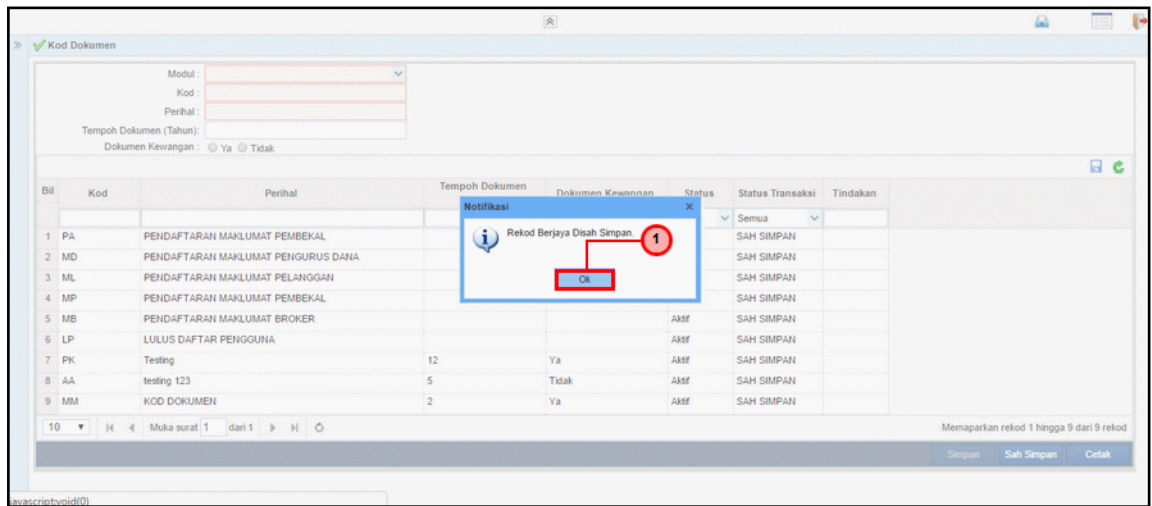 Kod Dokumen
Modul :
Kod :
Perihal :
Tempoh Dokumen (Tahun):
Dokumen Kewangan : Ya Tidak
Bil Kod Perihal Tempoh Dokumen Dokumen Kewangan Status Status Transaksi Tindakan
Semua
Notifikasi x
Rekod Berjaya Disah Simpan.
1
Ok
1 PA PENDAFTARAN MAKLUMAT PEMBEKAL SAH SIMPAN
2 MD PENDAFTARAN MAKLUMAT PENGURUS DANA SAH SIMPAN
3 ML PENDAFTARAN MAKLUMAT PELANGGAN SAH SIMPAN
4 MP PENDAFTARAN MAKLUMAT PEMBEKAL SAH SIMPAN
5 MB PENDAFTARAN MAKLUMAT BROKER Aktif SAH SIMPAN
6 LP LULUS DAFTAR PENGGUNA Aktif SAH SIMPAN
7 PK Testing 12 Ya Aktif SAH SIMPAN
8 AA testing 123 5 Tidak Aktif SAH SIMPAN
9 MM KOD DOKUMEN 2 Ya Aktif SAH SIMPAN
10 Muka surat 1 dari 1 Memaparkan rekod 1 hingga 9 dari 9 rekod
Simpan Sah Simpan Cetak
javascript:void(0)